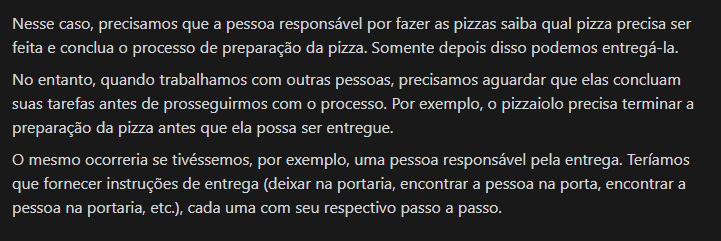 Nesse caso, precisamos que a pessoa responsável por fazer as pizzas saiba qual pizza precisa ser
feita e conclua o processo de preparação da pizza. Somente depois disso podemos entregá-la.
No entanto, quando trabalhamos com outras pessoas, precisamos aguardar que elas concluam
suas tarefas antes de prosseguirmos com o processo. Por exemplo, o pizzaiolo precisa terminar a
preparação da pizza antes que ela possa ser entregue.
O mesmo ocorreria se tivéssemos, por exemplo, uma pessoa responsável pela entrega. Teríamos
que fornecer instruções de entrega (deixar na portaria, encontrar a pessoa na porta, encontrar a
pessoa na portaria, etc.), cada uma com seu respectivo passo a passo.